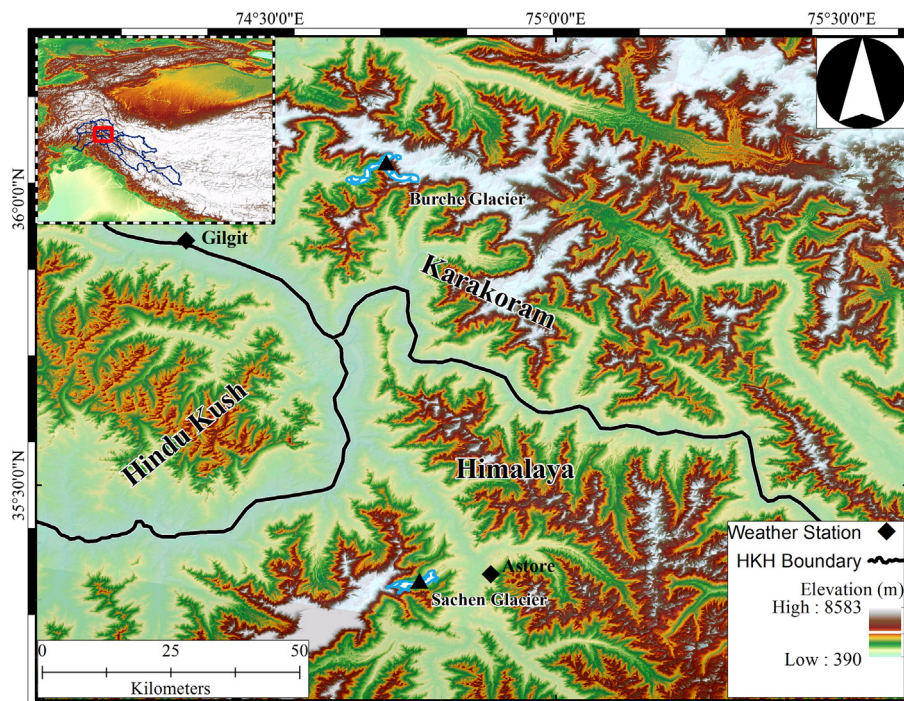 74°30'0"E
75°0'0"E
75°30'0"E
36°0'0"N
35°30'0"N
Burche Glacier
Gilgit
Karakoram
Hindu Kush
Himalaya
Astore
Sachen Glacier
Weather Station
HKH Boundary
Elevation (m)
High : 8583
Low : 390
0 25 50
Kilometers